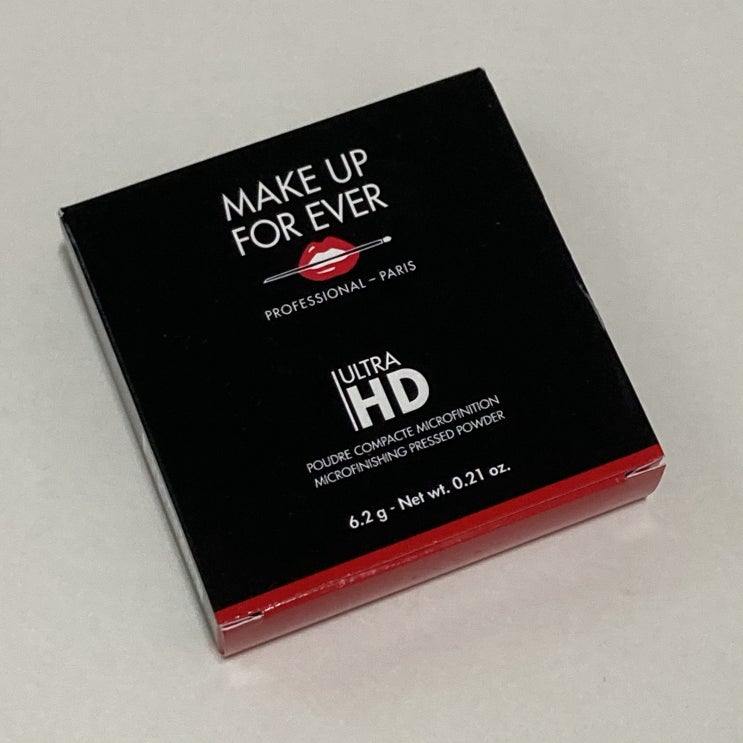 MAKE UP
FOR EVER
PROFESSIONAL – PARIS
ULTRA
HD
POUDRE COMPACTE MICROFINITION
MICROFINISHING PRESSED POWDER
6.2 g - Net wt. 0.21 oz.